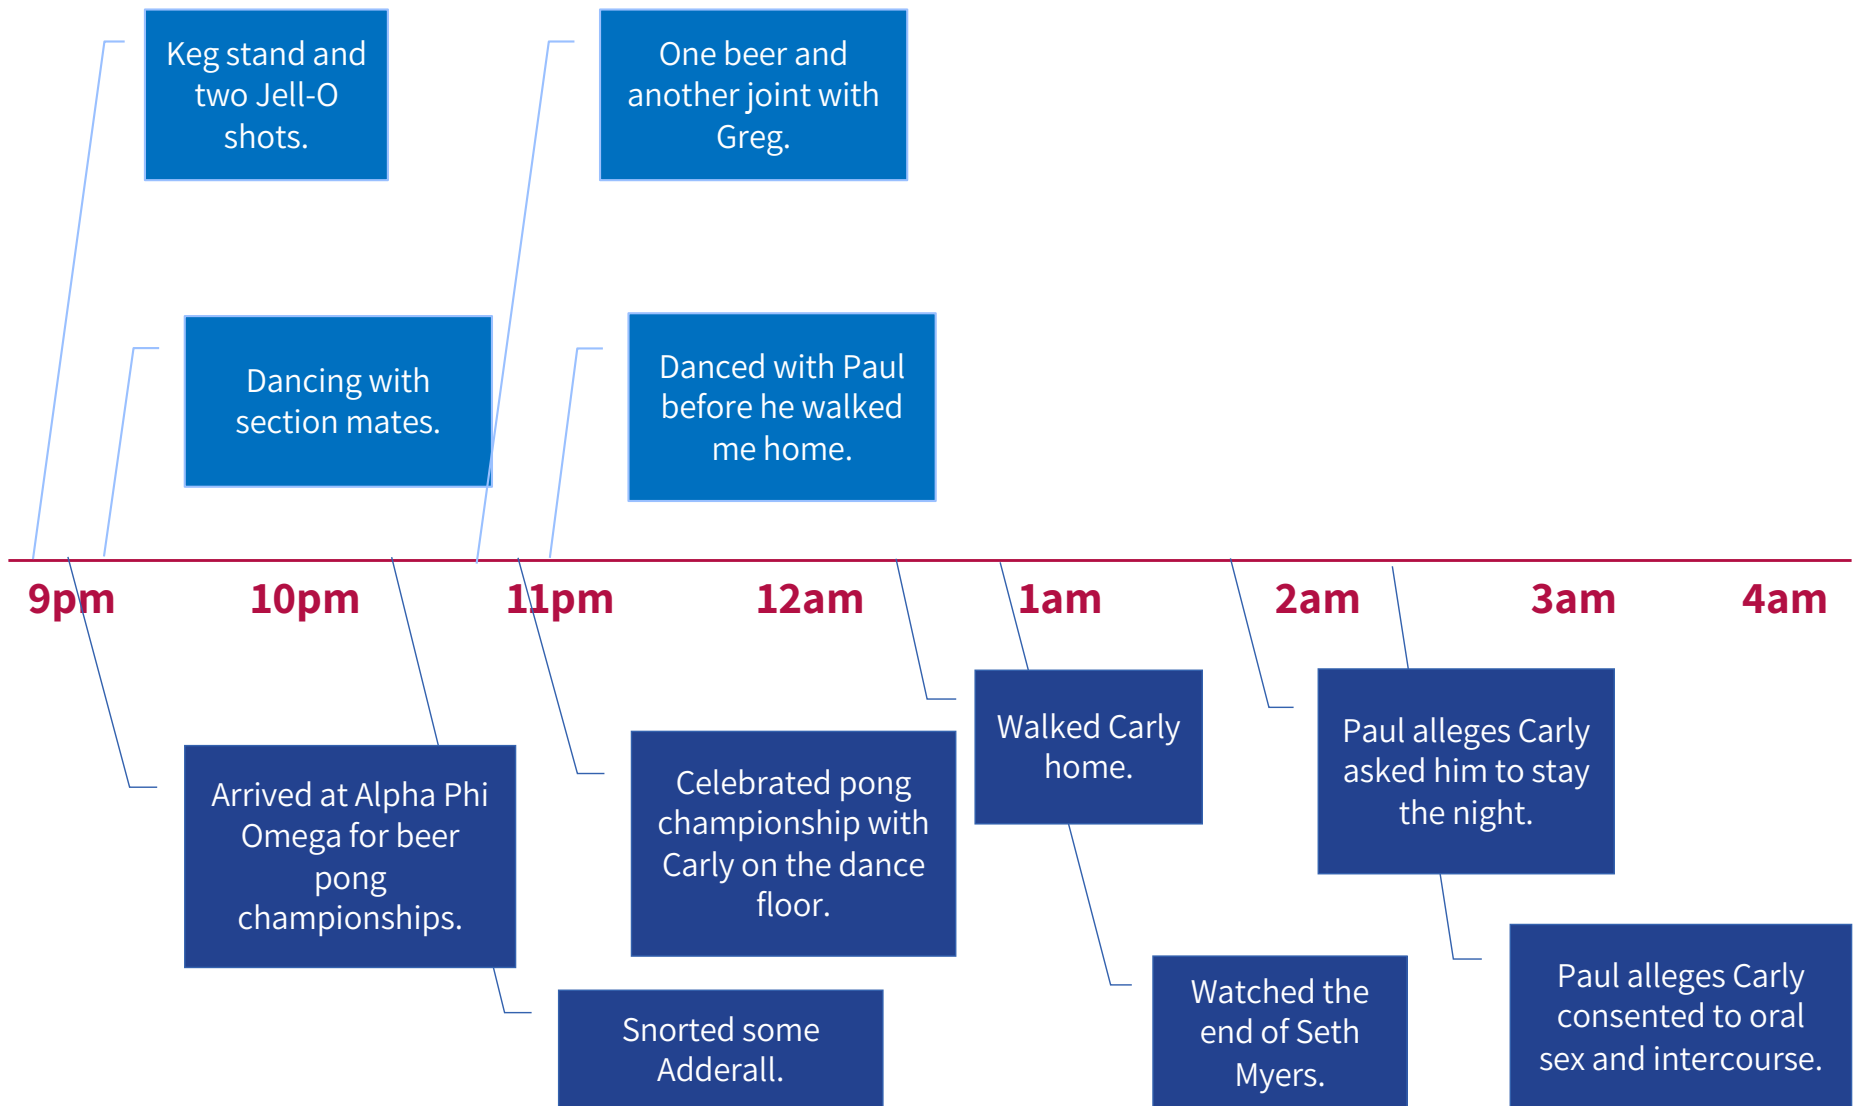 Keg stand and
two Jell-O
shots.
One beer and
another joint with
Greg.
Dancing with
section mates.
Danced with Paul
before he walked
me home.
9pm
10pm
11pm
12am
1am
2am
3am
4am
Arrived at Alpha Phi
Omega for beer
pong
championships.
Snorted some
Adderall.
Celebrated pong
championship with
Carly on the dance
floor.
Walked Carly
home.
Watched the
end of Seth
Myers.
Paul alleges Carly
asked him to stay
the night.
Paul alleges Carly
consented to oral
sex and intercourse.